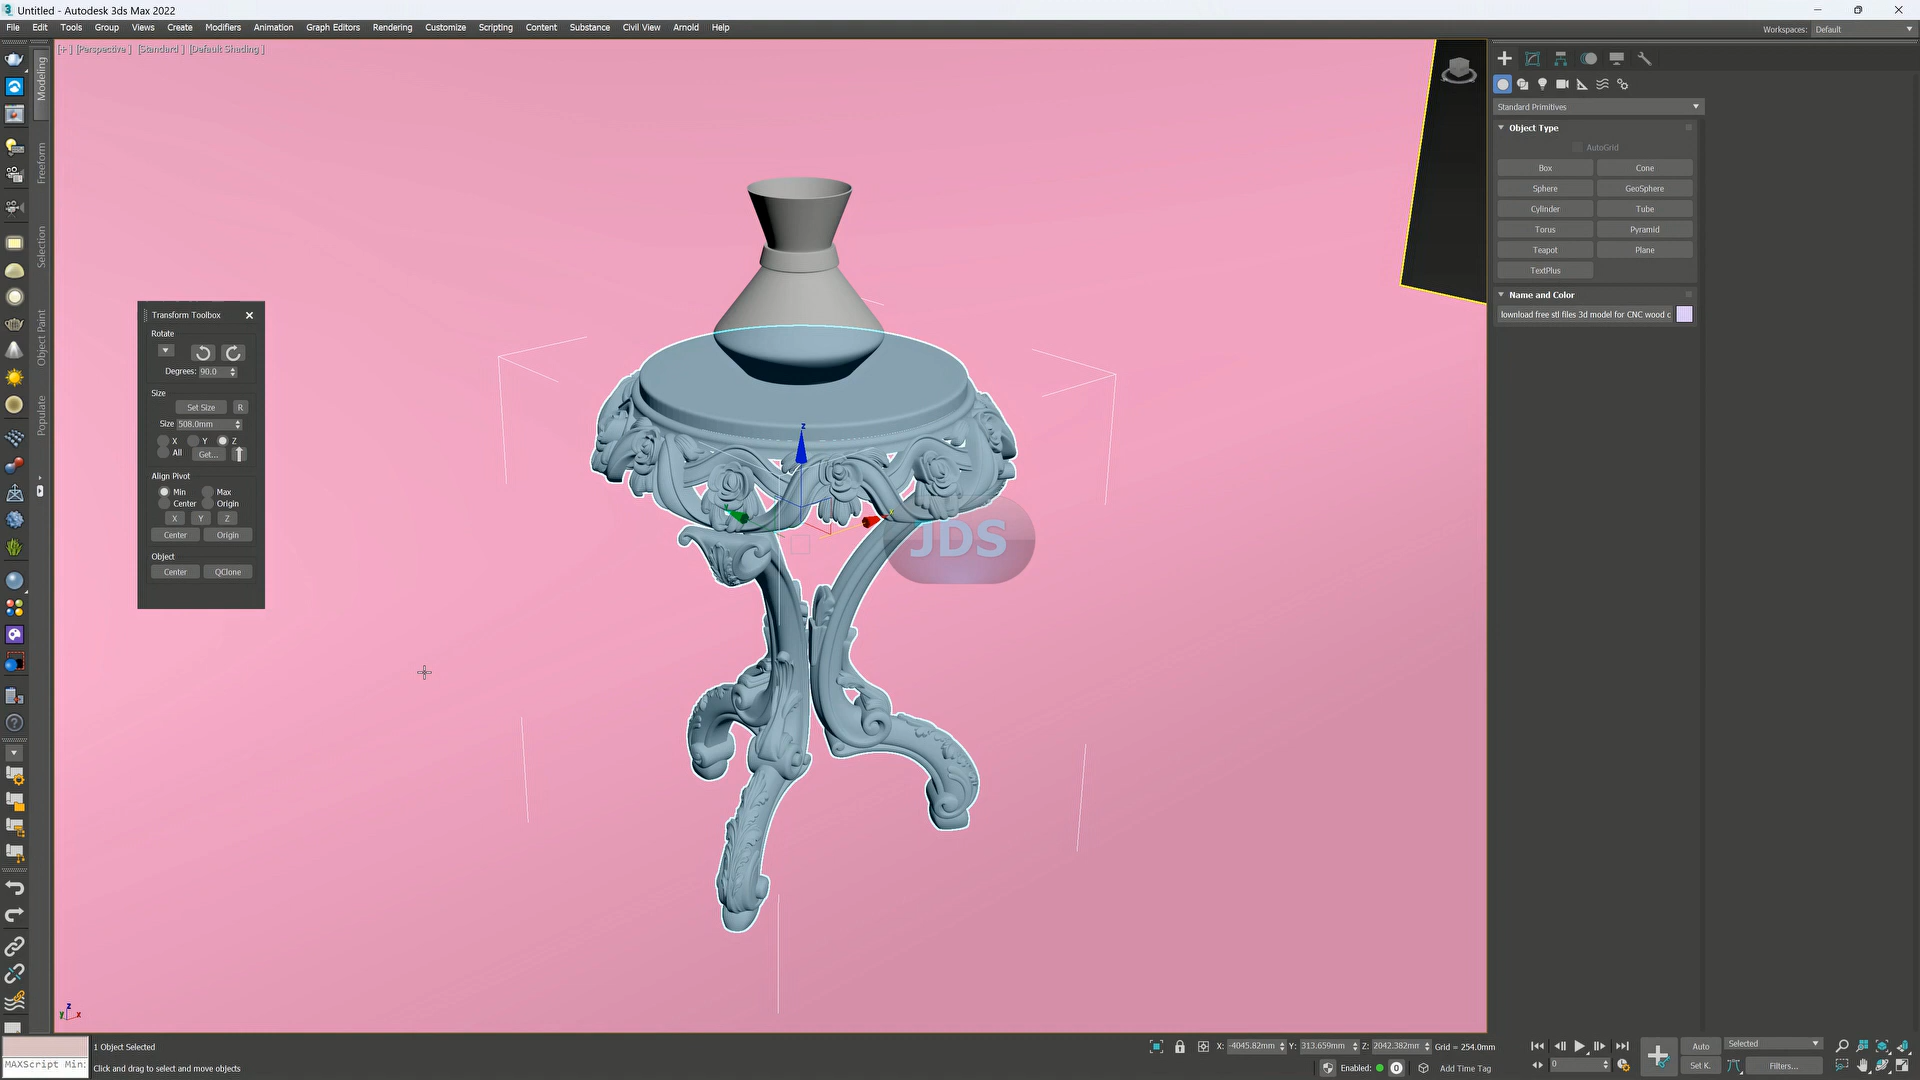 Untitled - Autodesk 3ds Max 2022
File Edit Tools Group Views Create Modifiers Animation Graph Editors Rendering Customize Scripting Content Substance Civil View Arnold Help
Workspaces: Default
[+] [Perspective] [Standard] [Default Shading]
Modeling
Freeform
Selection
Object Paint
Populate
Transform Toolbox
Rotate
Degrees: 90.0
Size
Set Size R
Size 508.0mm
X Y Z
All Get...
Align Pivot
Min Max
Center Origin
X Y Z
Center Origin
Object
Center QClone
z
x
JDS
z
y x
Standard Primitives
Object Type
AutoGrid
Box Cone
Sphere GeoSphere
Cylinder Tube
Torus Pyramid
Teapot Plane
TextPlus
Name and Color
lownload free stl files 3d model for CNC wood c
MAXScript Min
1 Object Selected
Click and drag to select and move objects
X: -4045.82mm Y: 313.659mm Z: 2042.382mm Grid = 254.0mm
Enabled: 0 Add Time Tag
0
Auto Selected
Set K. Filters...